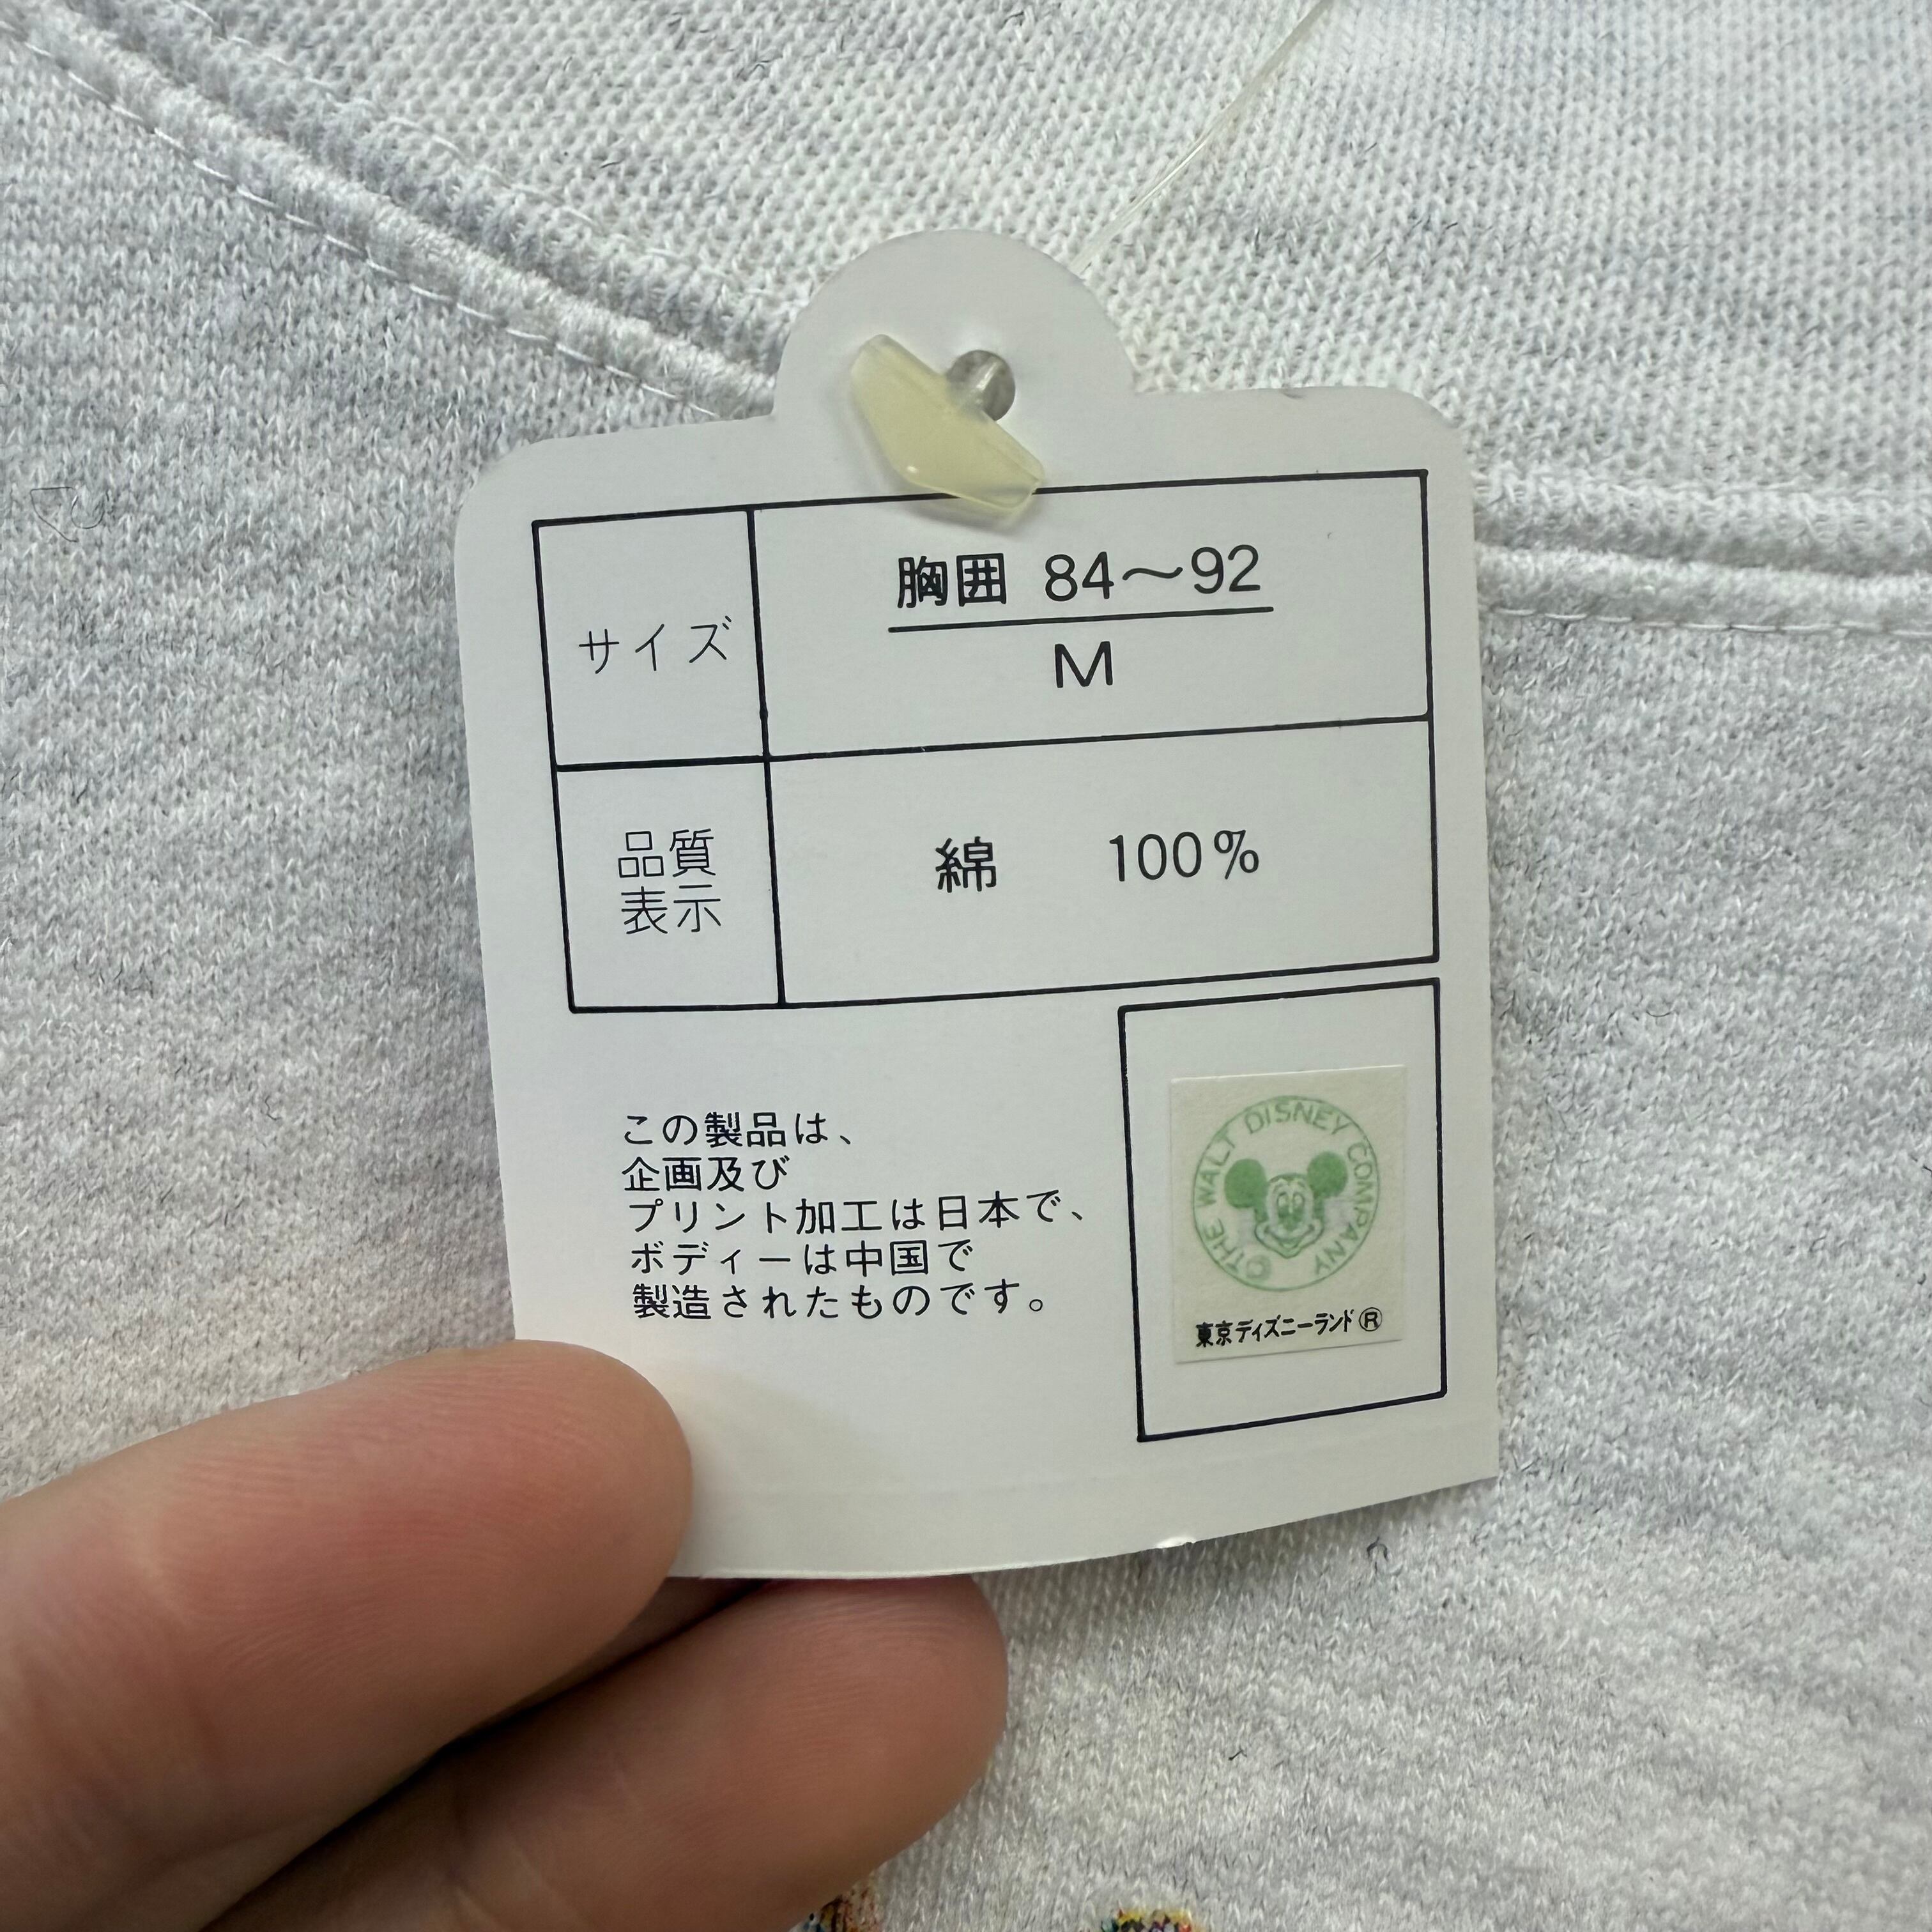 サイズ
胸囲 84〜92
M
品質
表示
綿 100%
この製品は、
企画及び
プリント加工は日本で、
ボディーは中国で
製造されたものです。
©THE WALT DISNEY COMPANY
東京ディズニーランド®